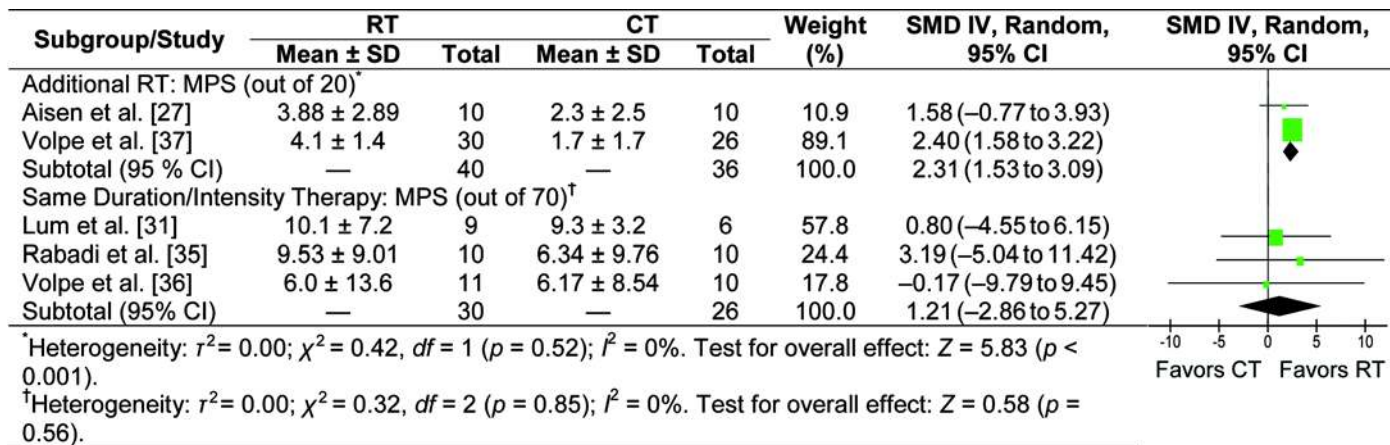 Subgroup/Study RT CT Weight (%) SMD IV, Random, 95% CI SMD IV, Random, 95% CI
Mean ± SD Total Mean ± SD Total
Additional RT: MPS (out of 20)*
Aisen et al. [27] 3.88 ± 2.89 10 2.3 ± 2.5 10 10.9 1.58 (–0.77 to 3.93)
Volpe et al. [37] 4.1 ± 1.4 30 1.7 ± 1.7 26 89.1 2.40 (1.58 to 3.22)
Subtotal (95 % CI) — 40 — 36 100.0 2.31 (1.53 to 3.09)
Same Duration/Intensity Therapy: MPS (out of 70)†
Lum et al. [31] 10.1 ± 7.2 9 9.3 ± 3.2 6 57.8 0.80 (–4.55 to 6.15)
Rabadi et al. [35] 9.53 ± 9.01 10 6.34 ± 9.76 10 24.4 3.19 (–5.04 to 11.42)
Volpe et al. [36] 6.0 ± 13.6 11 6.17 ± 8.54 10 17.8 –0.17 (–9.79 to 9.45)
Subtotal (95% CI) — 30 — 26 100.0 1.21 (–2.86 to 5.27)
-10 -5 0 5 10
Favors CT Favors RT
*Heterogeneity: τ² = 0.00; χ² = 0.42, df = 1 (p = 0.52); I² = 0%. Test for overall effect: Z = 5.83 (p <
0.001).
†Heterogeneity: τ² = 0.00; χ² = 0.32, df = 2 (p = 0.85); I² = 0%. Test for overall effect: Z = 0.58 (p =
0.56).